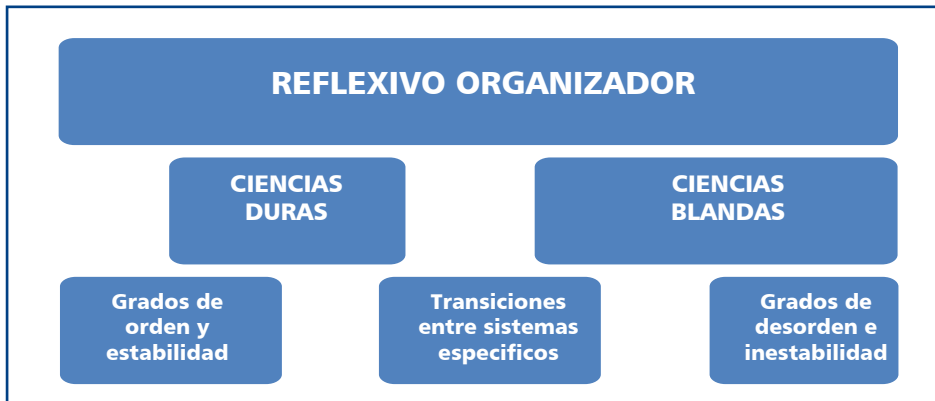 REFLEXIVO ORGANIZADOR
CIENCIAS
DURAS
CIENCIAS
BLANDAS
Grados de
orden y
estabilidad
Transiciones
entre sistemas
especificos
Grados de
desorden e
inestabilidad